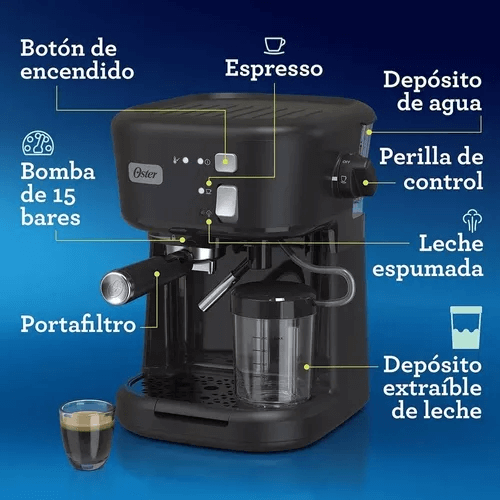 Botón de
encendido
Espresso
Depósito
de agua
Bomba
de 15
bares
Oster
OFF
Perilla de
control
Leche
espumada
Portafiltro
Depósito
extraíble
de leche